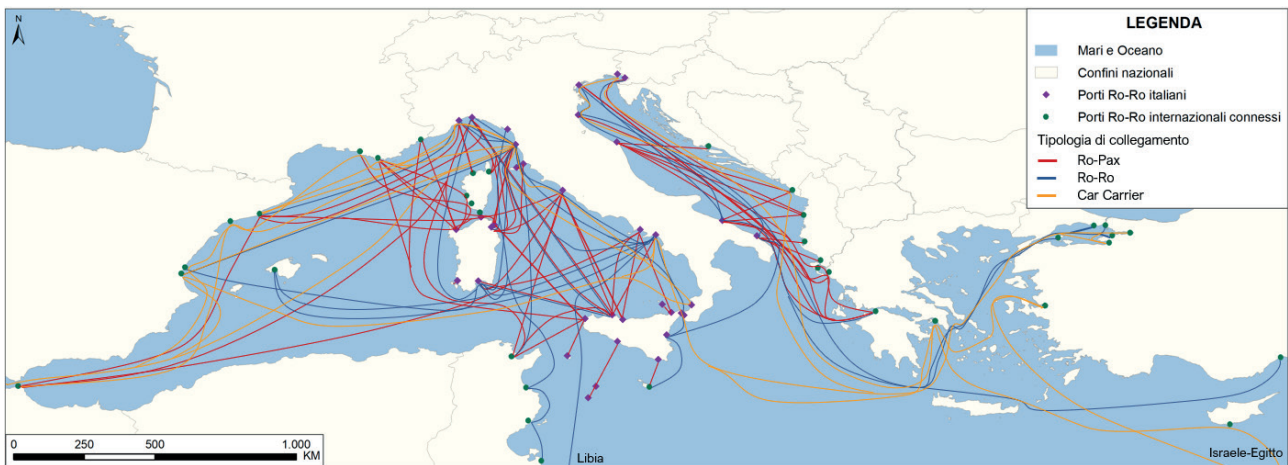 N
LEGENDA
Mari e Oceano
Confini nazionali
Porti Ro-Ro italiani
Porti Ro-Ro internazionali connessi
Tipologia di collegamento
Ro-Pax
Ro-Ro
Car Carrier
0 250 500 1.000
KM
Libia
Israele-Egitto